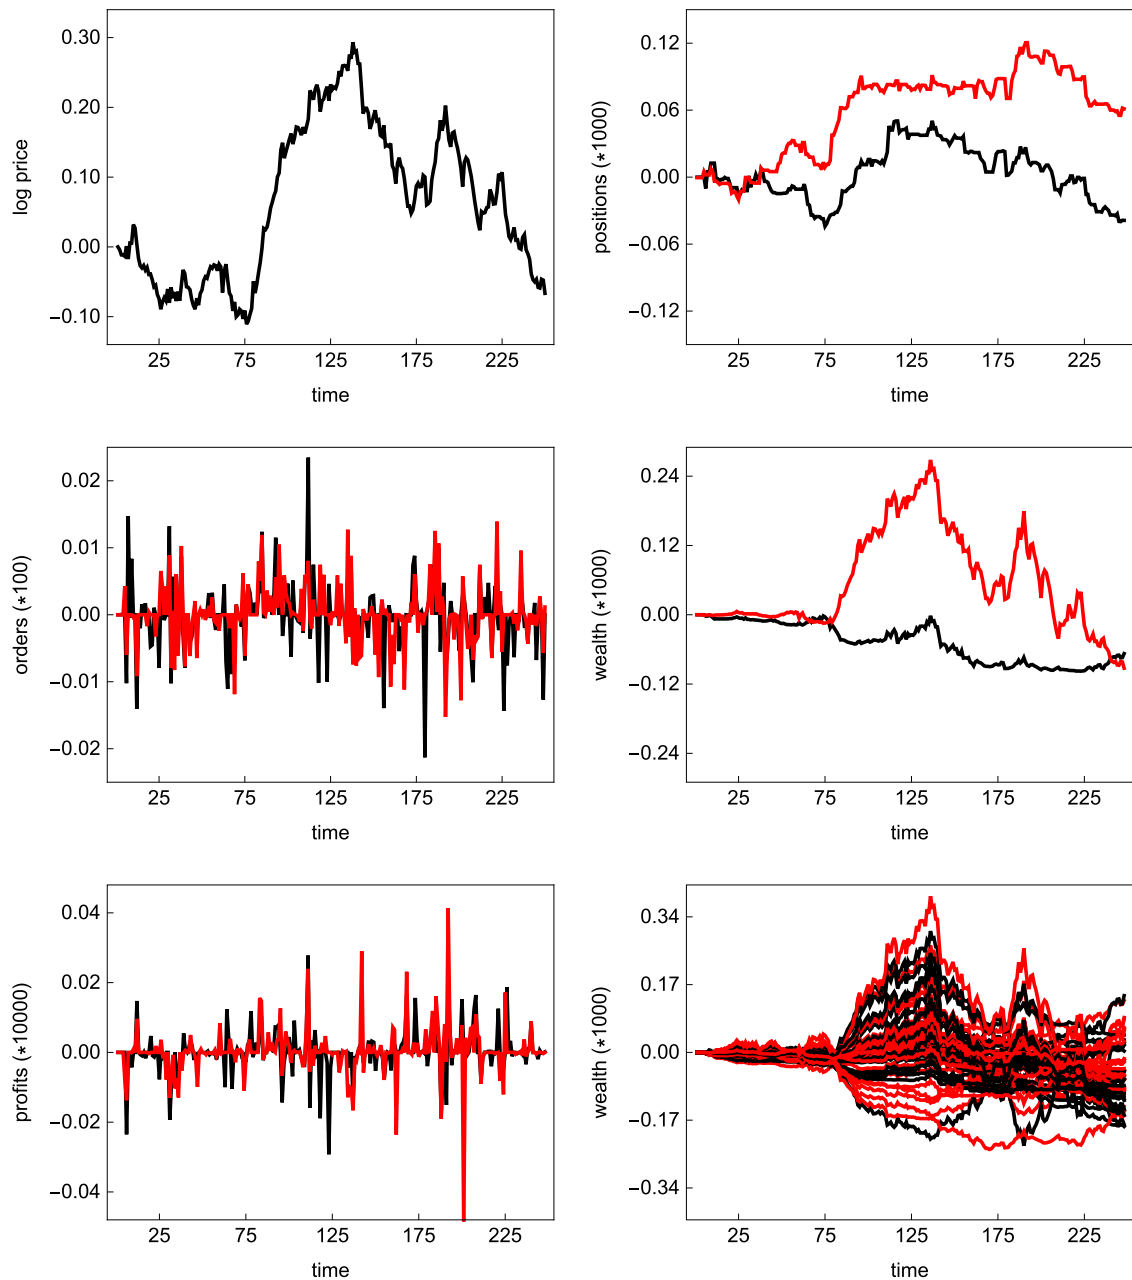 log price
0.30
0.20
0.10
0.00
−0.10
25 75 125 175 225
time
positions (*1000)
0.12
0.06
0.00
−0.06
−0.12
25 75 125 175 225
time
orders (*100)
0.02
0.01
0.00
−0.01
−0.02
25 75 125 175 225
time
wealth (*1000)
0.24
0.12
0.00
−0.12
−0.24
25 75 125 175 225
time
profits (*10000)
0.04
0.02
0.00
−0.02
−0.04
25 75 125 175 225
time
wealth (*1000)
0.34
0.17
0.00
−0.17
−0.34
25 75 125 175 225
time